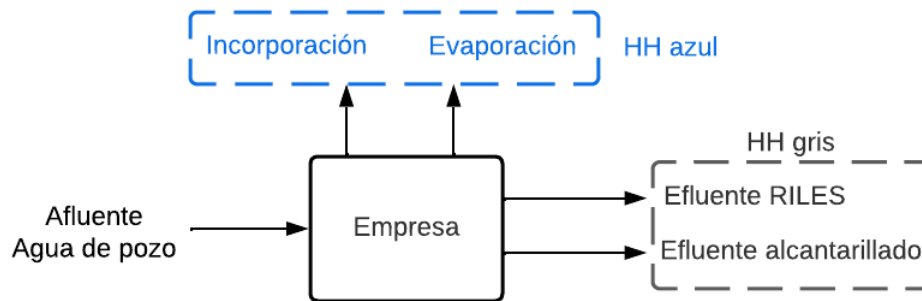 Incorporación
Evaporación
HH azul
HH gris
Afluente
Agua de pozo
Empresa
Efluente RILES
Efluente alcantarillado